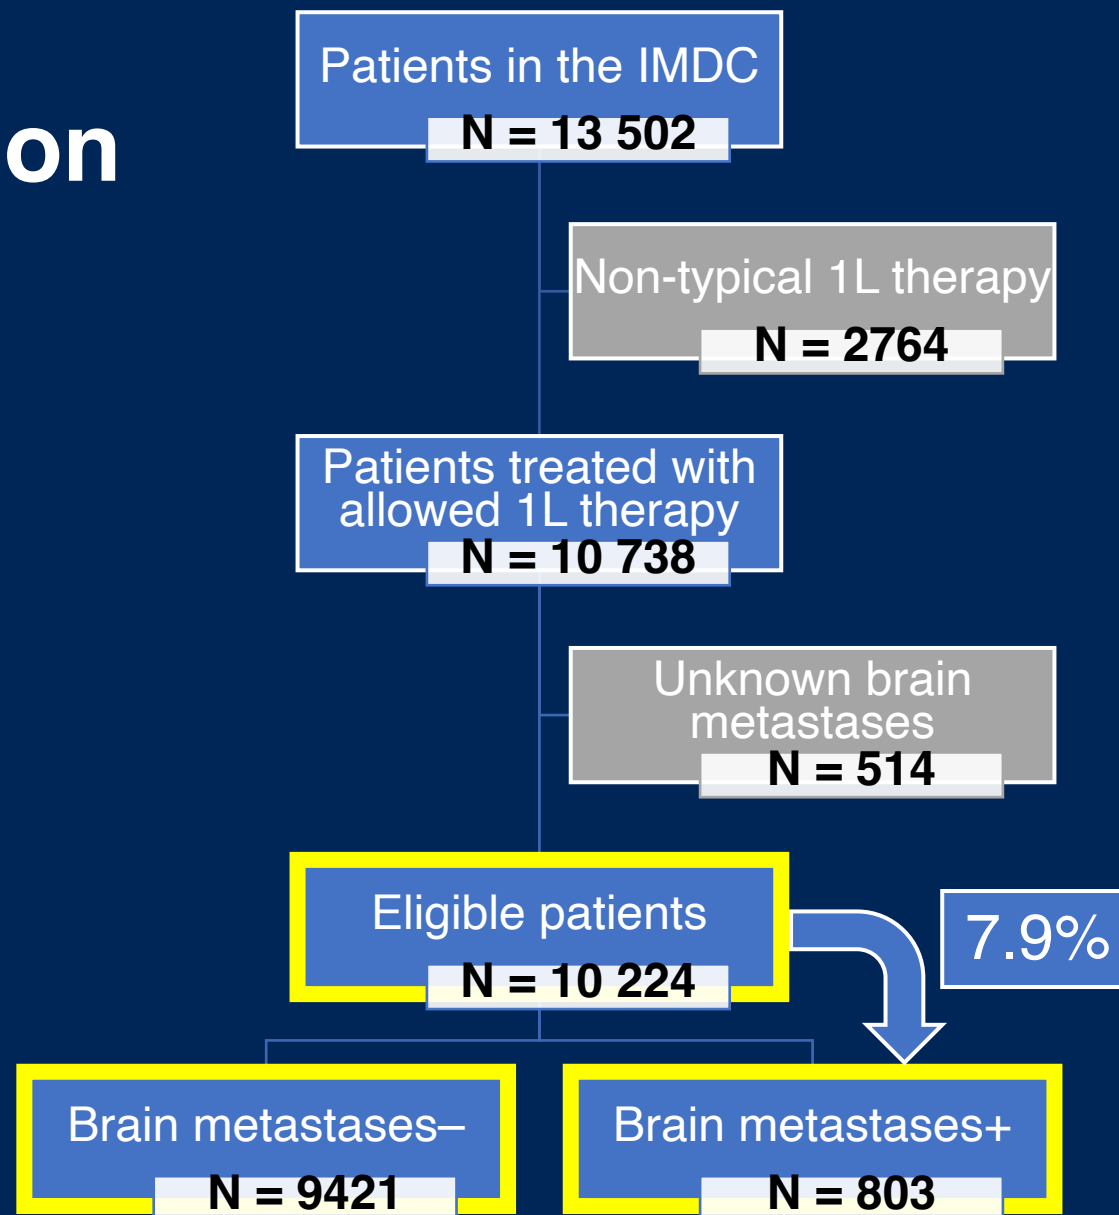 on
Patients in the IMDC
N = 13 502
Non-typical 1L therapy
N = 2764
Patients treated with
allowed 1L therapy
N = 10 738
Unknown brain
metastases
N = 514
Eligible patients
N = 10 224
7.9%
Brain metastases–
N = 9421
Brain metastases+
N = 803